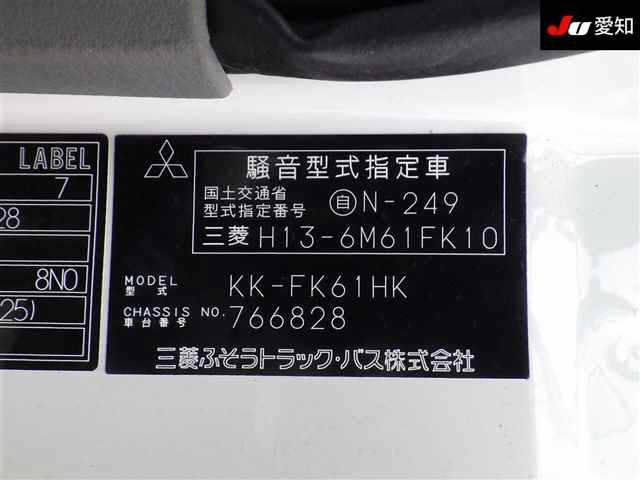 JU 愛知
LABEL
7
28
8N0
25)
騒音型式指定車
国土交通省
型式指定番号 自 N-249
三菱 H13-6M61FK10
MODEL
型式 KK-FK61HK
CHASSIS NO.
車台番号 766828
三菱ふそうトラック・バス株式会社